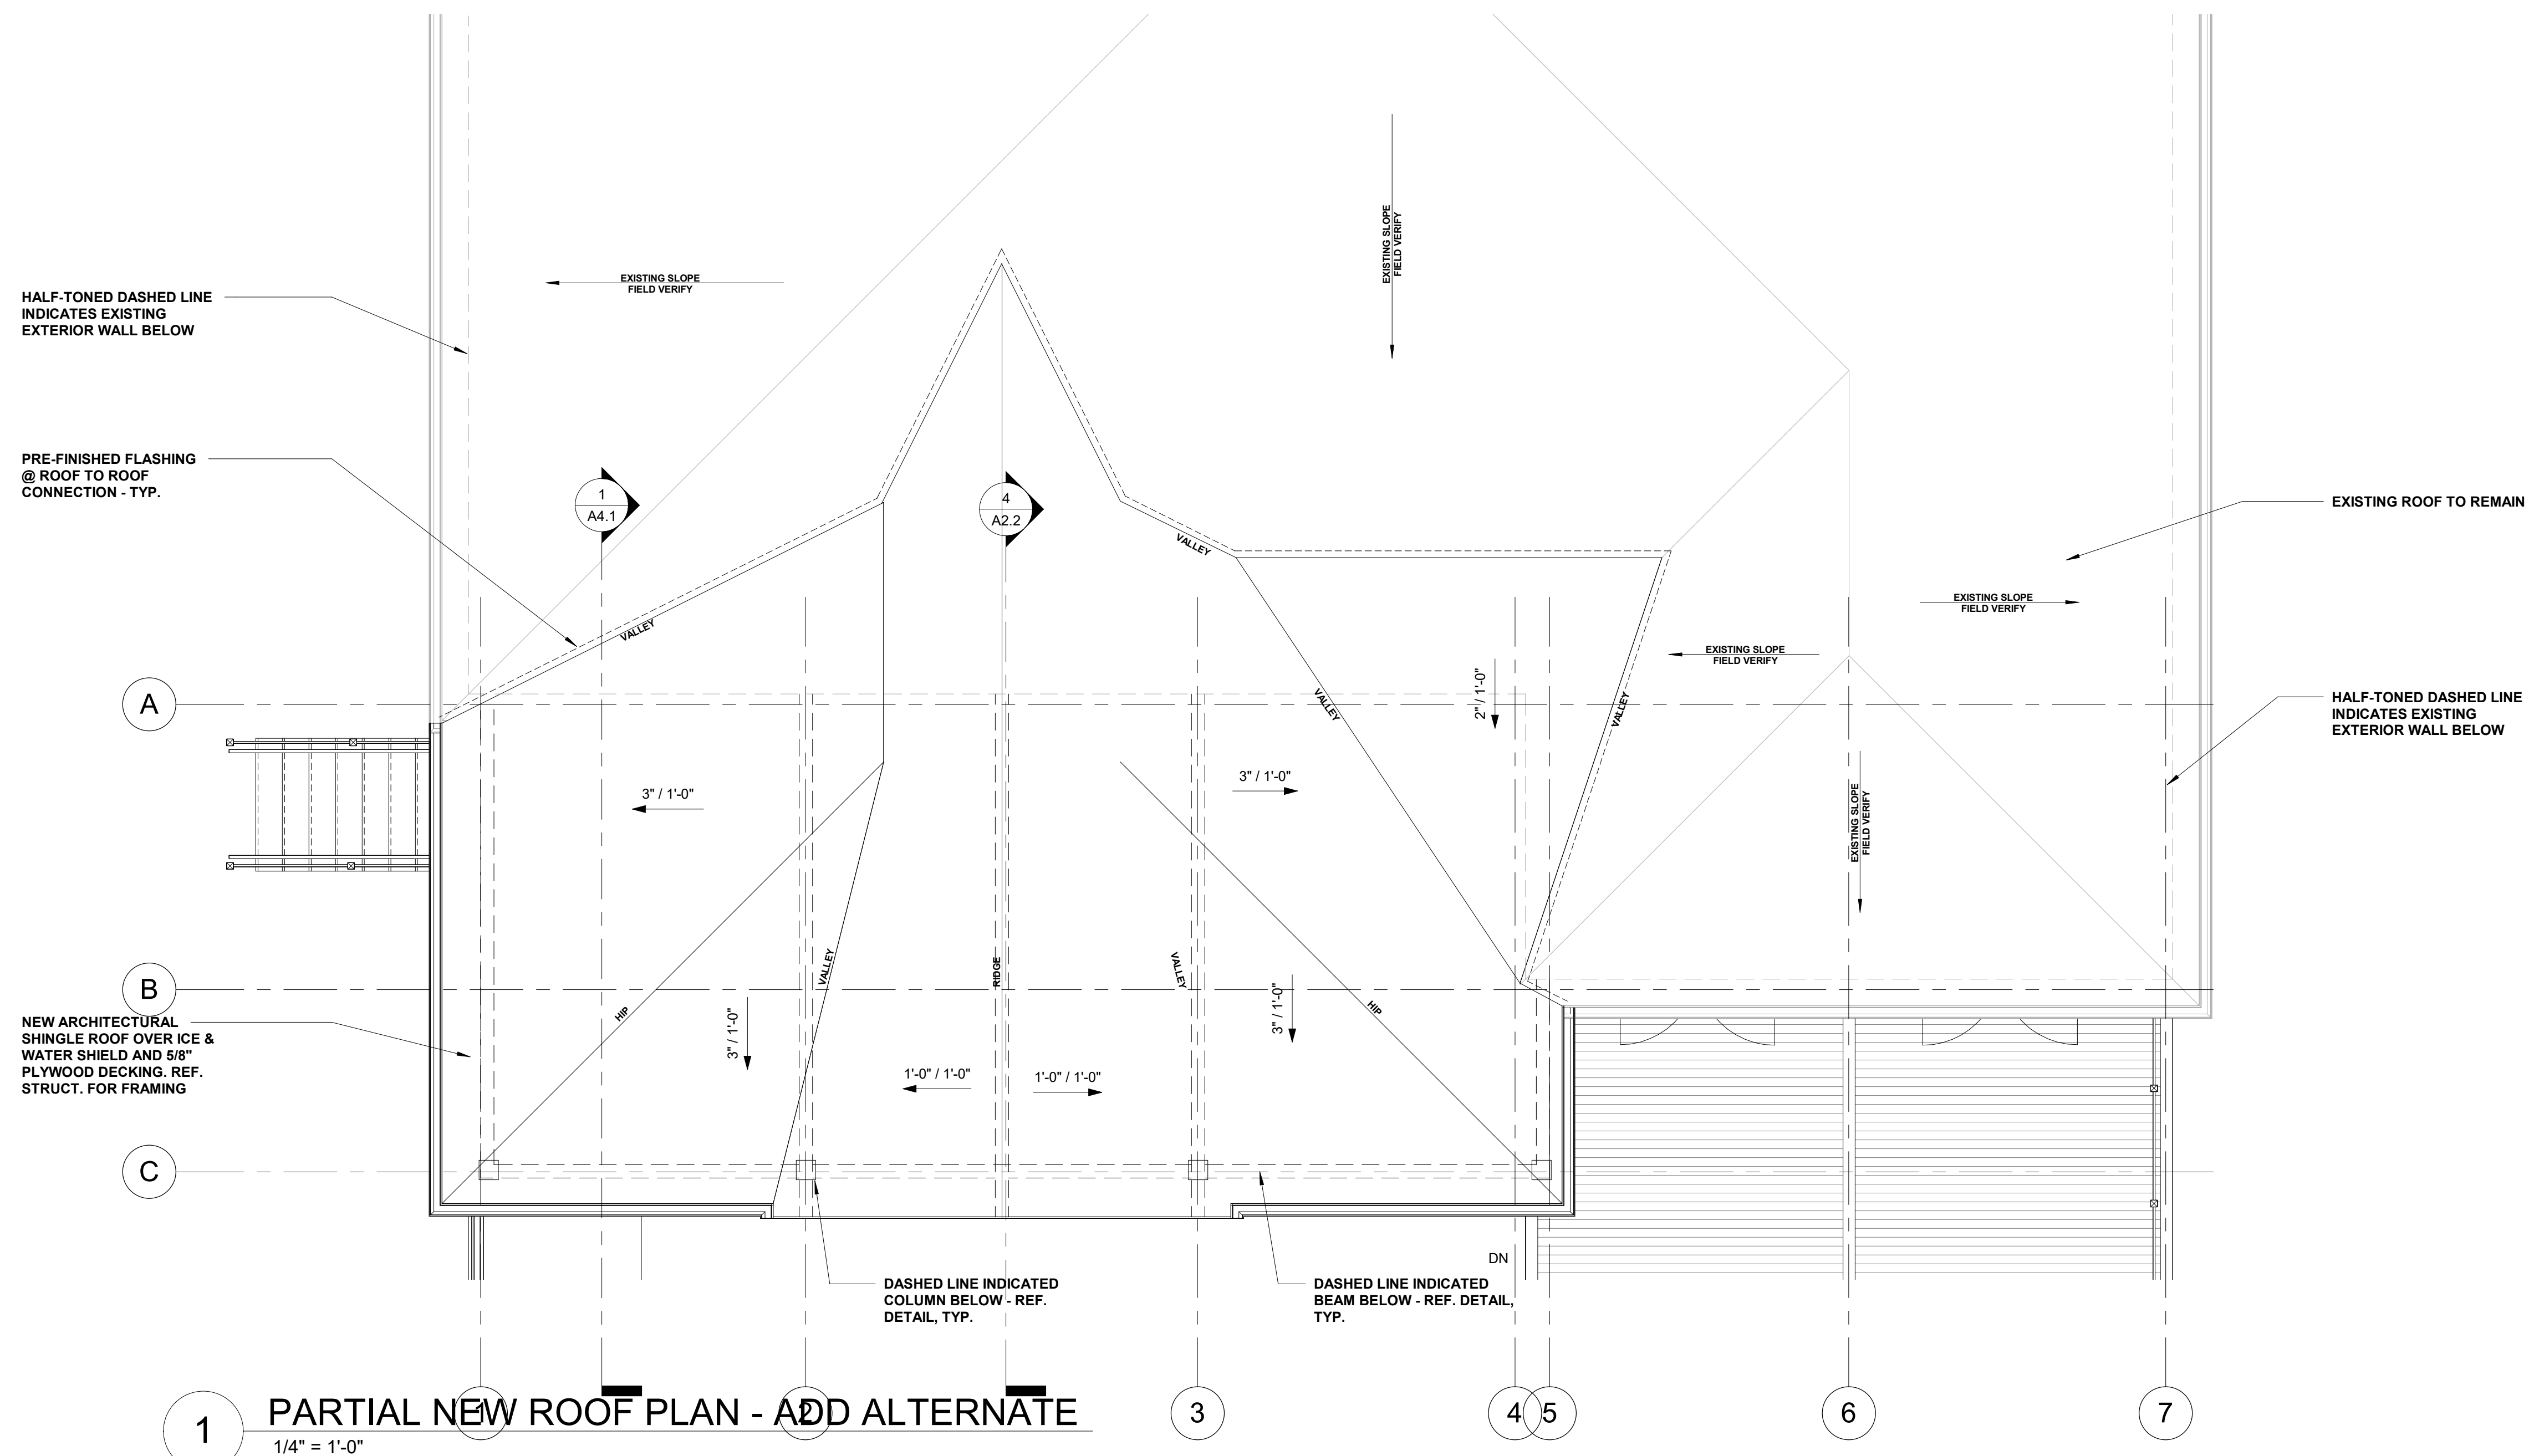 EXISTING SLOPE
FIELD VERIFY
EXISTING SLOPE
FIELD VERIFY
HALF-TONED DASHED LINE
INDICATES EXISTING
EXTERIOR WALL BELOW
PRE-FINISHED FLASHING
@ ROOF TO ROOF
CONNECTION - TYP.
1
A4.1
4
A2.2
EXISTING ROOF TO REMAIN
VALLEY
VALLEY
EXISTING SLOPE
FIELD VERIFY
EXISTING SLOPE
FIELD VERIFY
A
2" / 1'-0"
VALLEY
VALLEY
HALF-TONED DASHED LINE
INDICATES EXISTING
EXTERIOR WALL BELOW
3" / 1'-0"
3" / 1'-0"
EXISTING SLOPE
FIELD VERIFY
B
VALLEY
RIDGE
VALLEY
HIP
HIP
3" / 1'-0"
3" / 1'-0"
NEW ARCHITECTURAL
SHINGLE ROOF OVER ICE &
WATER SHIELD AND 5/8"
PLYWOOD DECKING. REF.
STRUCT. FOR FRAMING
1'-0" / 1'-0"
1'-0" / 1'-0"
C
DN
DASHED LINE INDICATED
COLUMN BELOW - REF.
DETAIL, TYP.
DASHED LINE INDICATED
BEAM BELOW - REF. DETAIL,
TYP.
1
2
3
4
5
6
7
1
PARTIAL NEW ROOF PLAN - ADD ALTERNATE
1/4" = 1'-0"